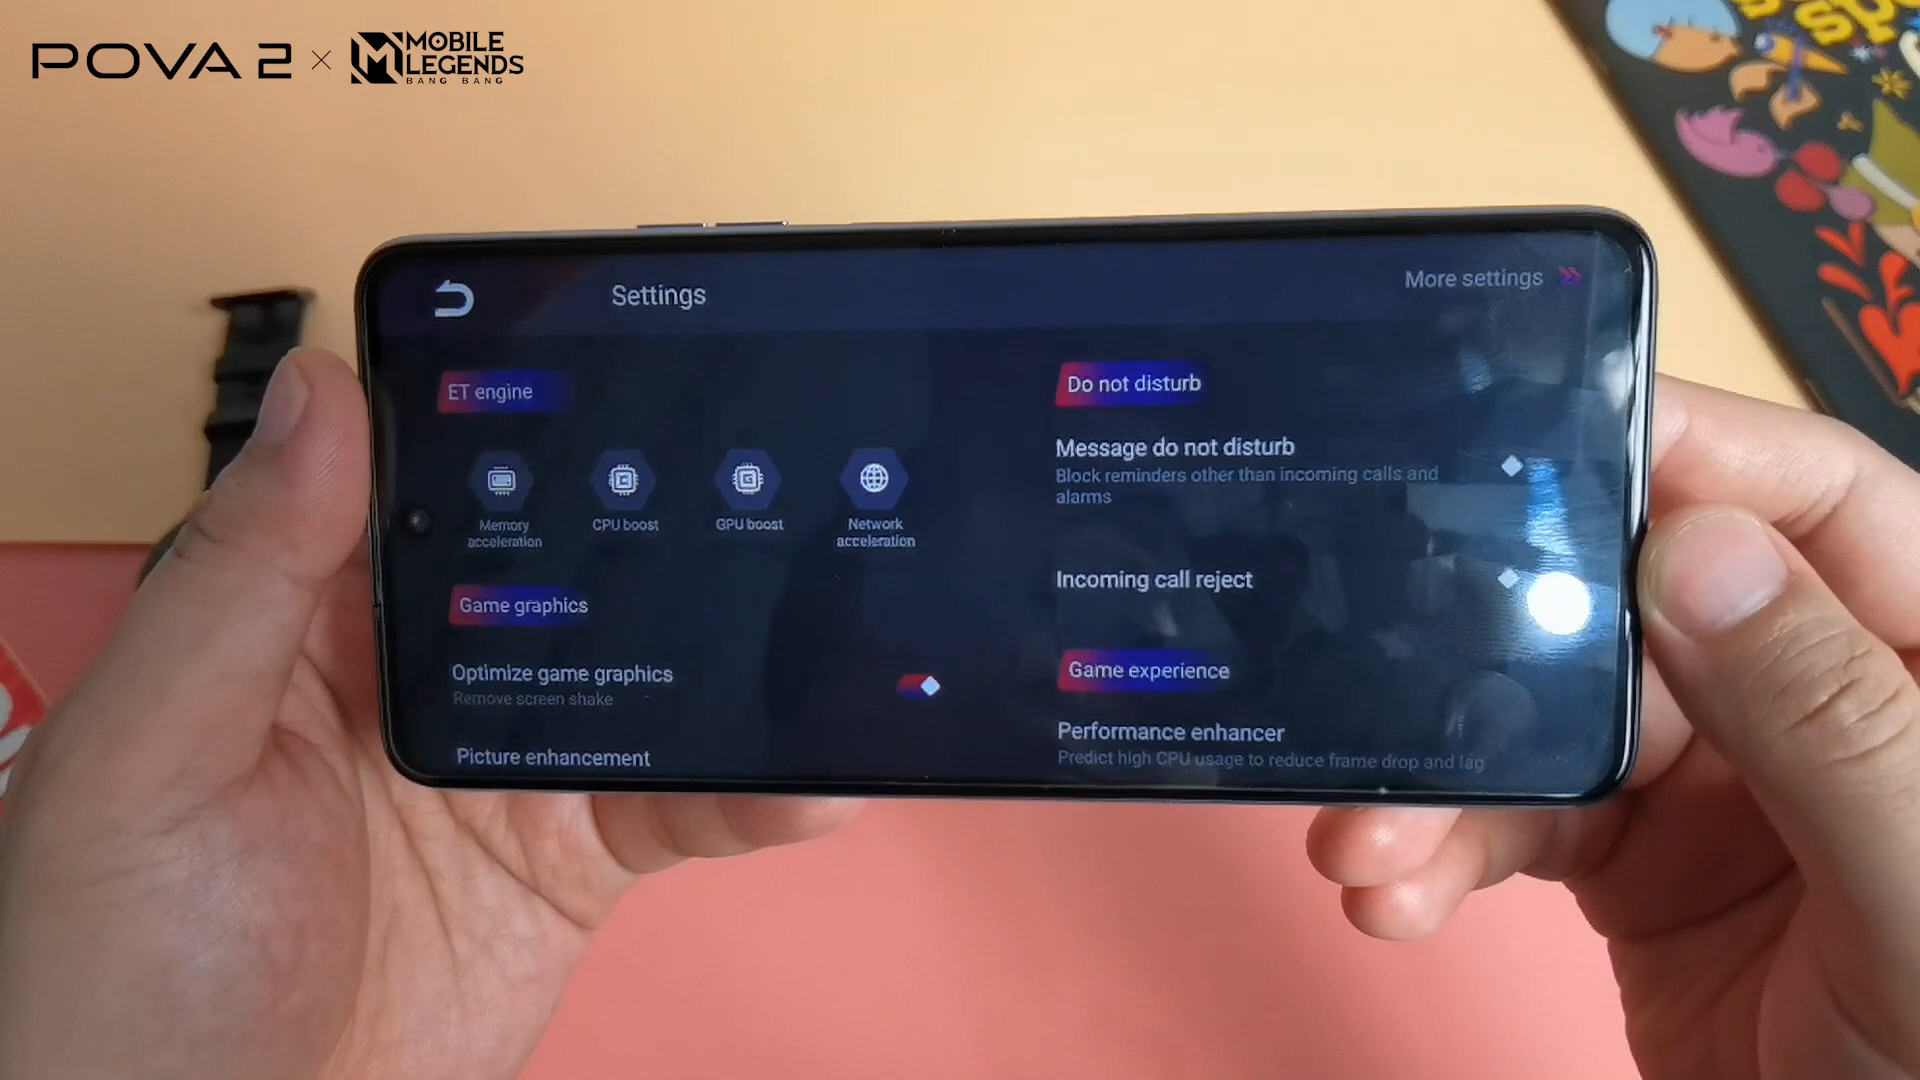 POVA 2 × MOBILE LEGENDS BANG BANG
Settings
More settings
ET engine
Memory acceleration
CPU boost
GPU boost
Network acceleration
Game graphics
Optimize game graphics
Remove screen shake
Picture enhancement
Do not disturb
Message do not disturb
Block reminders other than incoming calls and
alarms
Incoming call reject
Game experience
Performance enhancer
Predict high CPU usage to reduce frame drop and lag